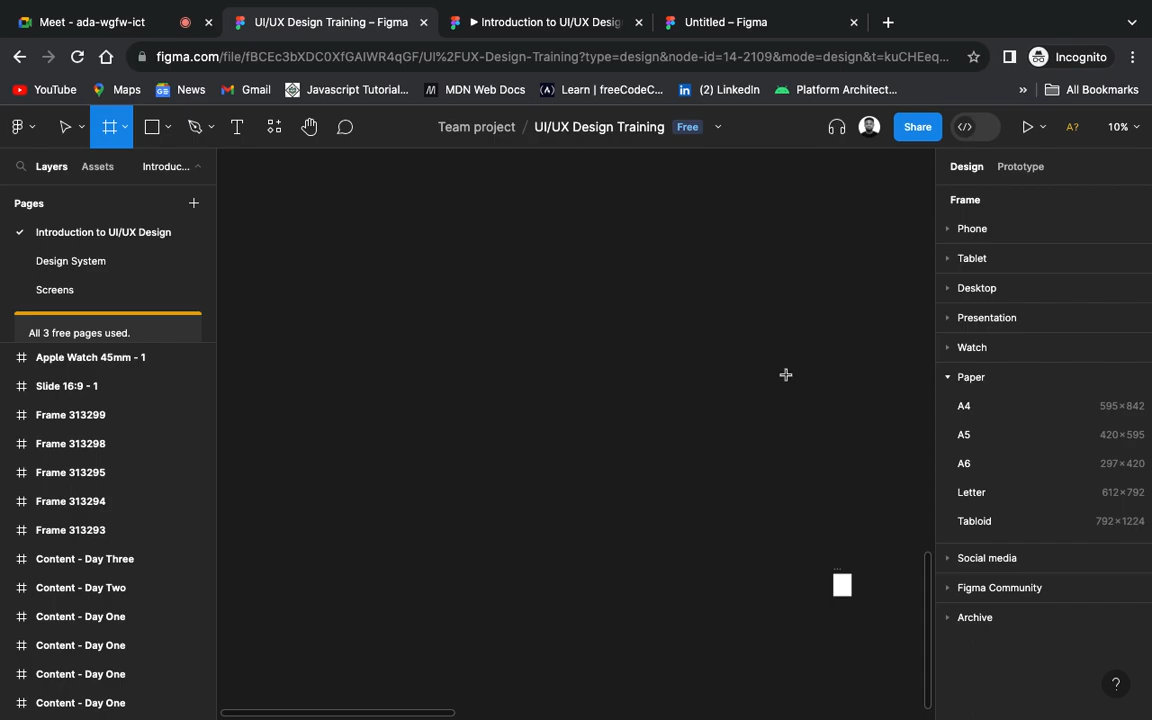 Meet - ada-wgfw-ict
UI/UX Design Training – Figma
▶ Introduction to UI/UX Desig
Untitled – Figma
figma.com/file/fBCEc3bXDC0XfGAlWR4qGF/UI%2FUX-Design-Training?type=design&node-id=14-2109&mode=design&t=kuCHEeq...
Incognito
YouTube
Maps
News
Gmail
Javascript Tutorial...
MDN Web Docs
Learn | freeCodeC...
(2) LinkedIn
Platform Architect...
»
All Bookmarks
Team project / UI/UX Design Training Free
Share
A?
10%
Layers Assets Introduc...
Pages
Introduction to UI/UX Design
Design System
Screens
All 3 free pages used.
Apple Watch 45mm - 1
Slide 16:9 - 1
Frame 313299
Frame 313298
Frame 313295
Frame 313294
Frame 313293
Content - Day Three
Content - Day Two
Content - Day One
Content - Day One
Content - Day One
Content - Day One
...
Design Prototype
Frame
Phone
Tablet
Desktop
Presentation
Watch
Paper
A4 595×842
A5 420×595
A6 297×420
Letter 612×792
Tabloid 792×1224
Social media
Figma Community
Archive
?